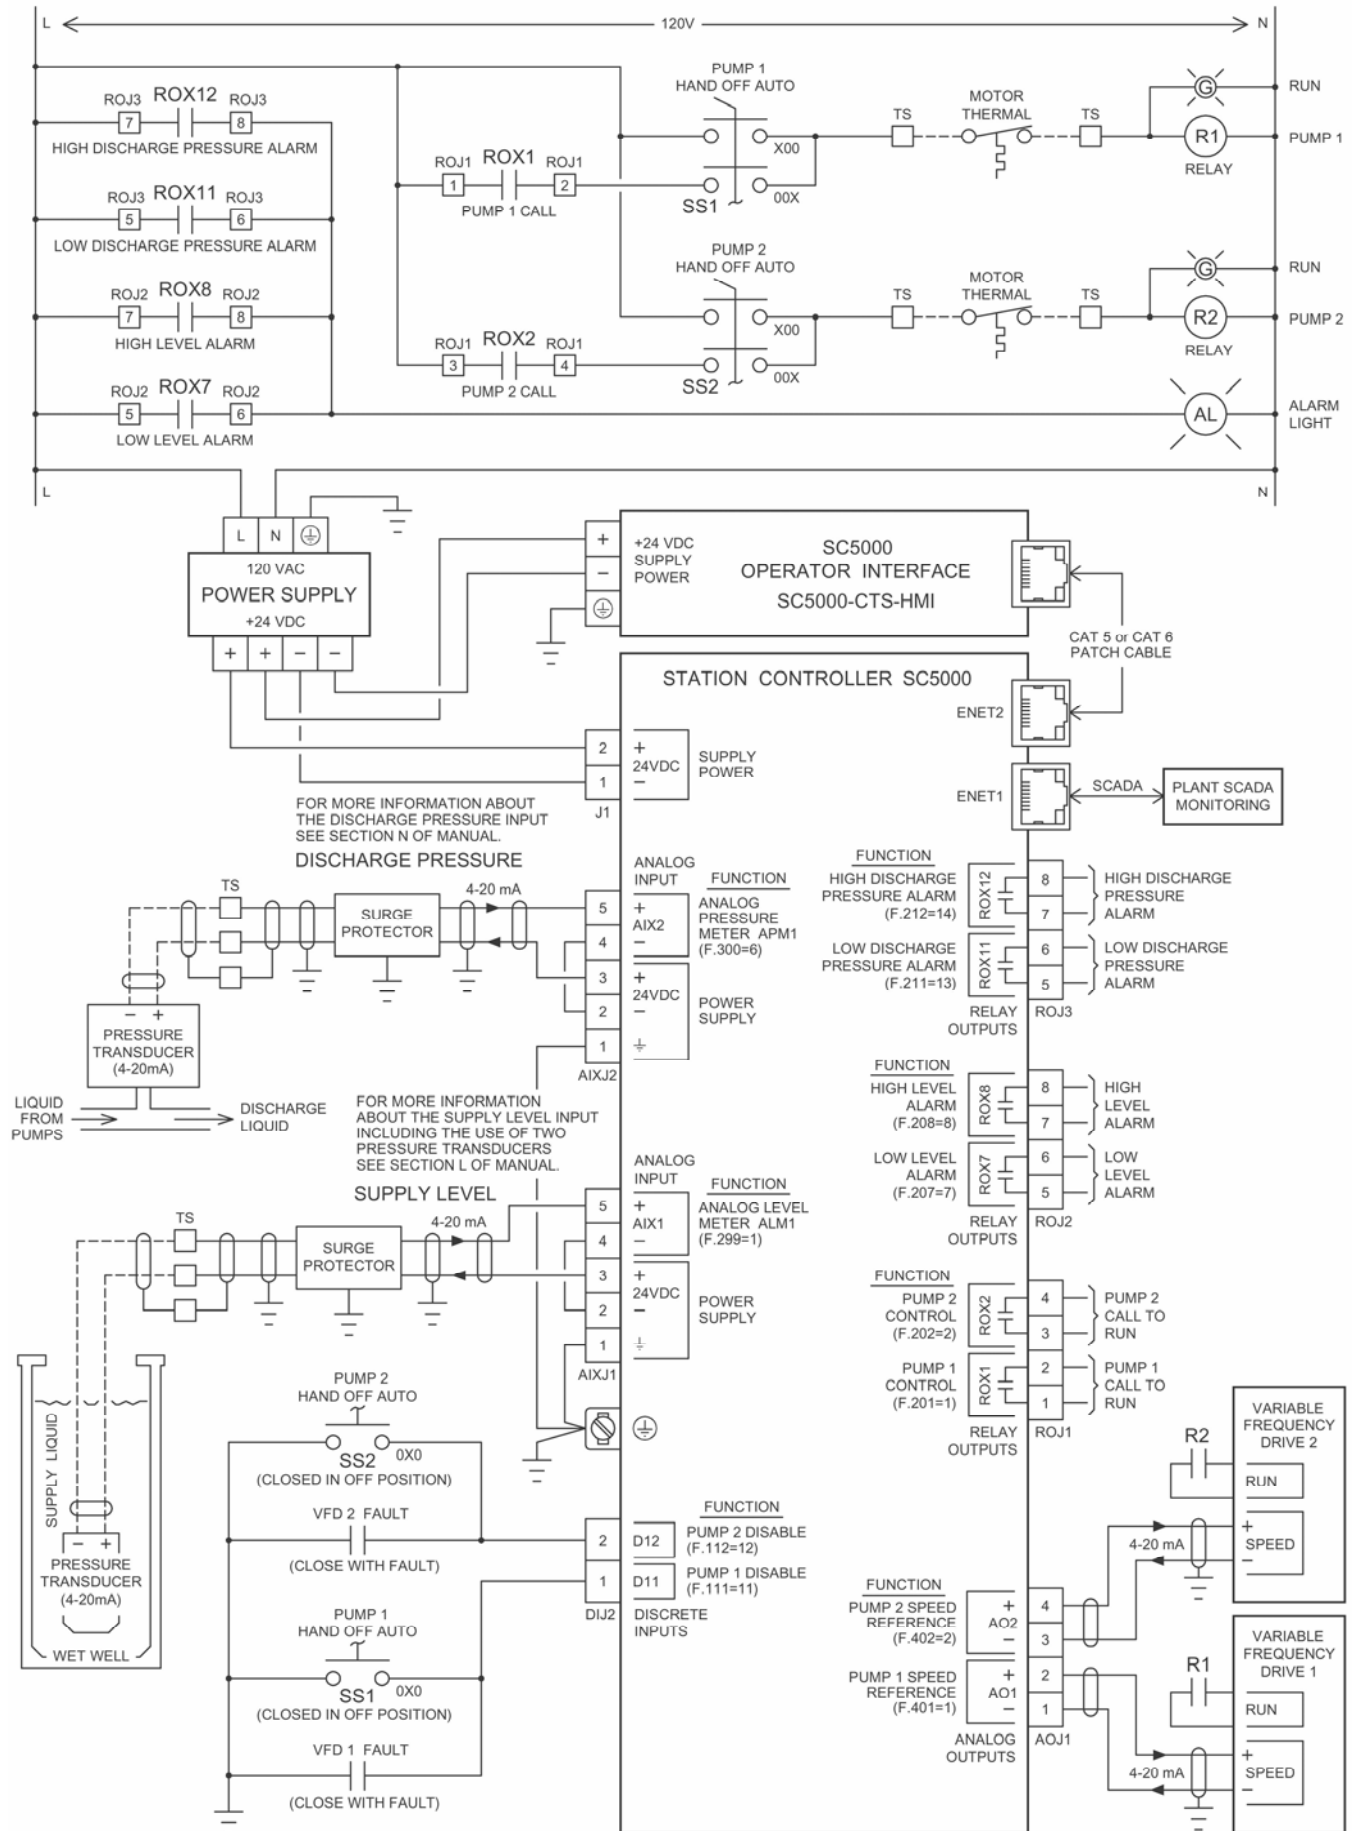 L
120V
N
ROJ3 ROX12 ROJ3
7
8
HIGH DISCHARGE PRESSURE ALARM
ROJ3 ROX11 ROJ3
5
6
LOW DISCHARGE PRESSURE ALARM
ROJ2 ROX8 ROJ2
7
8
HIGH LEVEL ALARM
ROJ2 ROX7 ROJ2
5
6
LOW LEVEL ALARM
ROJ1 ROX1 ROJ1
1
2
PUMP 1 CALL
ROJ1 ROX2 ROJ1
3
4
PUMP 2 CALL
PUMP 1
HAND OFF AUTO
X00
00X
SS1
PUMP 2
HAND OFF AUTO
X00
00X
SS2
TS
MOTOR
THERMAL
TS
G
RUN
R1
PUMP 1
RELAY
TS
MOTOR
THERMAL
TS
G
RUN
R2
PUMP 2
RELAY
AL
ALARM
LIGHT
L
N
L
N
120 VAC
POWER SUPPLY
+24 VDC
+
+
−
−
+
−
+24 VDC
SUPPLY
POWER
SC5000
OPERATOR INTERFACE
SC5000-CTS-HMI
CAT 5 or CAT 6
PATCH CABLE
STATION CONTROLLER SC5000
ENET2
ENET1
SCADA
PLANT SCADA
MONITORING
2
1
J1
+
24VDC
−
SUPPLY
POWER
FOR MORE INFORMATION ABOUT
THE DISCHARGE PRESSURE INPUT
SEE SECTION N OF MANUAL.
DISCHARGE PRESSURE
TS
SURGE
PROTECTOR
4-20 mA
− +
PRESSURE
TRANSDUCER
(4-20mA)
LIQUID
FROM
PUMPS
DISCHARGE
LIQUID
5
4
3
2
1
AIXJ2
ANALOG
INPUT
+
AIX2
−
+
24VDC
−
FUNCTION
ANALOG
PRESSURE
METER APM1
(F.300=6)
POWER
SUPPLY
FOR MORE INFORMATION
ABOUT THE SUPPLY LEVEL INPUT
INCLUDING THE USE OF TWO
PRESSURE TRANSDUCERS
SEE SECTION L OF MANUAL.
SUPPLY LEVEL
TS
SURGE
PROTECTOR
4-20 mA
5
4
3
2
1
AIXJ1
ANALOG
INPUT
+
AIX1
−
+
24VDC
−
FUNCTION
ANALOG LEVEL
METER ALM1
(F.299=1)
POWER
SUPPLY
SUPPLY LIQUID
− +
PRESSURE
TRANSDUCER
(4-20mA)
WET WELL
PUMP 2
HAND OFF AUTO
SS2
0X0
(CLOSED IN OFF POSITION)
VFD 2 FAULT
(CLOSE WITH FAULT)
PUMP 1
HAND OFF AUTO
SS1
0X0
(CLOSED IN OFF POSITION)
VFD 1 FAULT
(CLOSE WITH FAULT)
FUNCTION
2
D12
PUMP 2 DISABLE
(F.112=12)
1
D11
PUMP 1 DISABLE
(F.111=11)
DIJ2
DISCRETE
INPUTS
FUNCTION
HIGH DISCHARGE
PRESSURE ALARM
(F.212=14)
ROX12
8
7
HIGH DISCHARGE
PRESSURE
ALARM
LOW DISCHARGE
PRESSURE ALARM
(F.211=13)
ROX11
6
5
LOW DISCHARGE
PRESSURE
ALARM
RELAY
OUTPUTS
ROJ3
FUNCTION
HIGH LEVEL
ALARM
(F.208=8)
ROX8
8
7
HIGH
LEVEL
ALARM
LOW LEVEL
ALARM
(F.207=7)
ROX7
6
5
LOW
LEVEL
ALARM
RELAY
OUTPUTS
ROJ2
FUNCTION
PUMP 2
CONTROL
(F.202=2)
ROX2
4
3
PUMP 2
CALL TO
RUN
PUMP 1
CONTROL
(F.201=1)
ROX1
2
1
PUMP 1
CALL TO
RUN
RELAY
OUTPUTS
ROJ1
FUNCTION
PUMP 2 SPEED
REFERENCE
(F.402=2)
+
AO2
−
4
3
PUMP 1 SPEED
REFERENCE
(F.401=1)
+
AO1
−
2
1
ANALOG
OUTPUTS
AOJ1
VARIABLE
FREQUENCY
DRIVE 2
R2
RUN
4-20 mA
+
SPEED
−
VARIABLE
FREQUENCY
DRIVE 1
R1
RUN
4-20 mA
+
SPEED
−